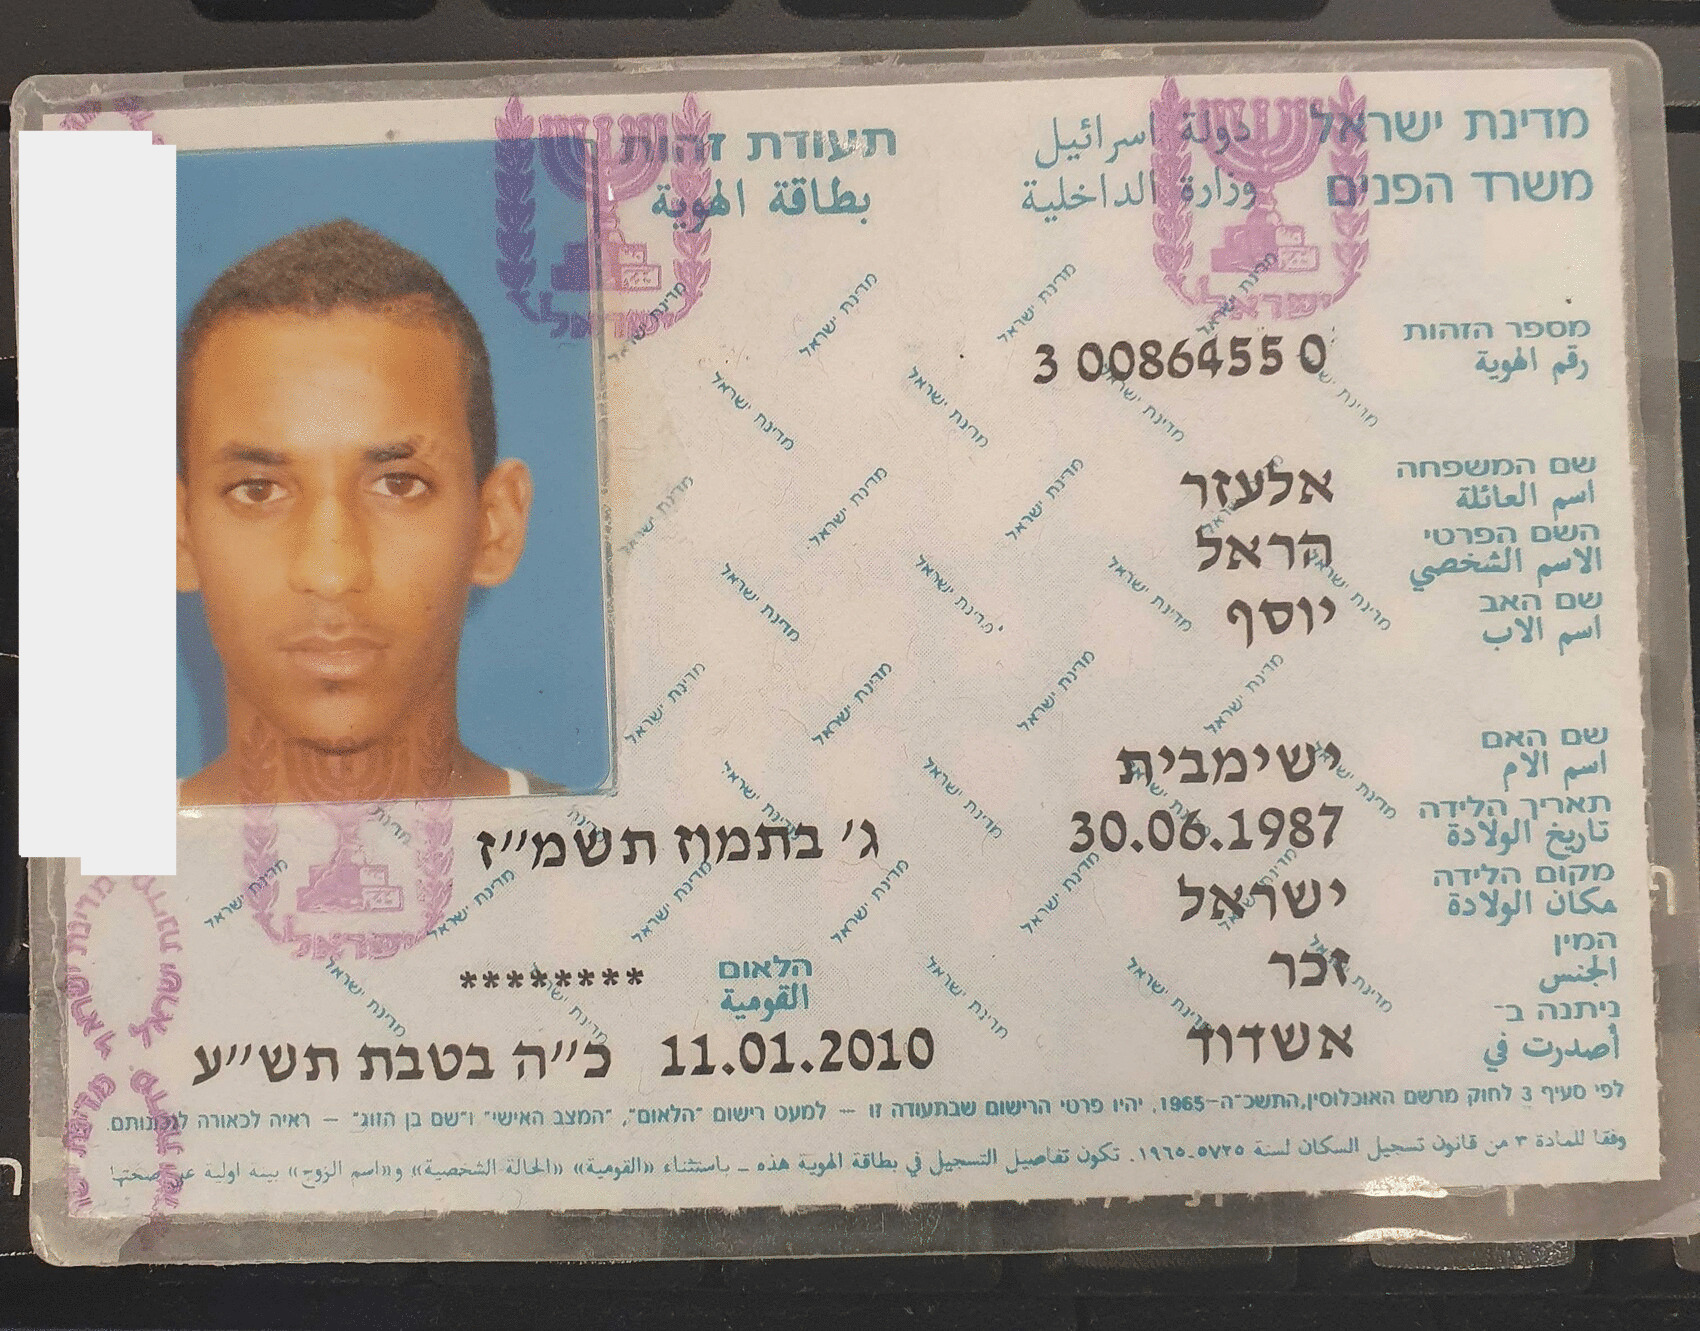 מדינת ישראל دولة اسرائيل תעודת זהות
משרד הפנים وزارة الداخلية بطاقة الهوية
ישראל
ישראל
מספר הזהות 3 0086455 0
رقم الهوية
שם המשפחה אלעזר
اسم العائلة
השם הפרטי הראל
الاسم الشخصي
שם האב יוסף
اسم الاب
שם האם ישימבית
اسم الام
תאריך הלידה 30.06.1987 ג' בתמוז תשמ"ז
تاريخ الولادة
מקום הלידה ישראל
مكان الولادة
ישראל
המין זכר
الجنس
הלאום ********
القومية
ניתנה ב- אשדוד 11.01.2010 כ"ה בטבת תש"ע
أصدرت في
לפי סעיף 3 לחוק מרשם האוכלוסין,התשכ"ה-1965, יהיו פרטי הרישום שבתעודה זו – למעט רישום "הלאום", "המצב האישי" ו"שם בן הזוג" – ראיה לכאורה לנכונותם.
وفقا للمادة ٣ من قانون تسجيل السكان لسنة ٥٧٢٥-١٩٦٥، تكون تفاصيل التسجيل في بطاقة الهوية هذه - باستثناء «القومية» «الحالة الشخصية» و«اسم الزوج» بينة اولية على صحتها
מדינת ישראל